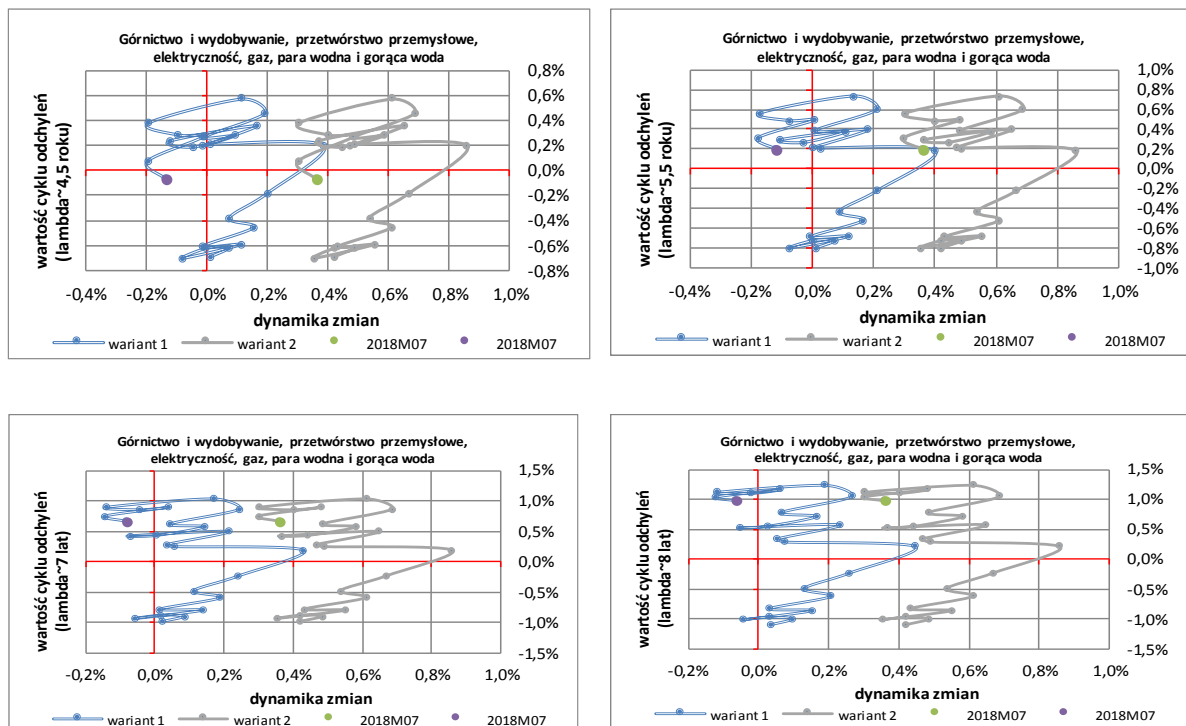 Górnictwo i wydobywanie, przetwórstwo przemysłowe,
elektryczność, gaz, para wodna i gorąca woda
0,8%
0,6%
0,4%
0,2%
0,0%
-0,2%
-0,4%
-0,6%
-0,8%
wartość cyklu odchyleń
(lambda~4,5 roku)
-0,4% -0,2% 0,0% 0,2% 0,4% 0,6% 0,8% 1,0%
dynamika zmian
wariant 1 wariant 2 2018M07 2018M07
Górnictwo i wydobywanie, przetwórstwo przemysłowe,
elektryczność, gaz, para wodna i gorąca woda
1,0%
0,8%
0,6%
0,4%
0,2%
0,0%
-0,2%
-0,4%
-0,6%
-0,8%
-1,0%
wartość cyklu odchyleń
(lambda~5,5 roku)
-0,4% -0,2% 0,0% 0,2% 0,4% 0,6% 0,8% 1,0%
dynamika zmian
wariant 1 wariant 2 2018M07 2018M07
Górnictwo i wydobywanie, przetwórstwo przemysłowe,
elektryczność, gaz, para wodna i gorąca woda
1,5%
1,0%
0,5%
0,0%
-0,5%
-1,0%
-1,5%
wartość cyklu odchyleń
(lambda~7 lat)
-0,2% 0,0% 0,2% 0,4% 0,6% 0,8% 1,0%
dynamika zmian
wariant 1 wariant 2 2018M07 2018M07
Górnictwo i wydobywanie, przetwórstwo przemysłowe,
elektryczność, gaz, para wodna i gorąca woda
1,5%
1,0%
0,5%
0,0%
-0,5%
-1,0%
-1,5%
wartość cyklu odchyleń
(lambda~8 lat)
-0,2% 0,0% 0,2% 0,4% 0,6% 0,8% 1,0%
dynamika zmian
wariant 1 wariant 2 2018M07 2018M07